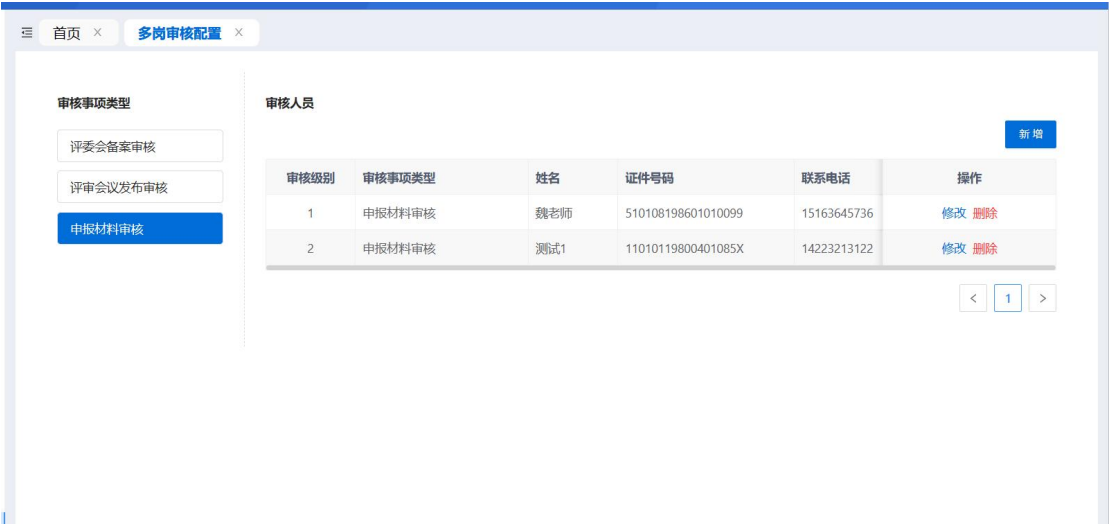 首页 × 多岗审核配置 ×
审核事项类型
评委会备案审核
评审会议发布审核
申报材料审核
审核人员
新增
审核级别 审核事项类型 姓名 证件号码 联系电话 操作
1 申报材料审核 魏老师 510108198601010099 15163645736 修改 删除
2 申报材料审核 测试1 11010119800401085X 14223213122 修改 删除
< 1 >